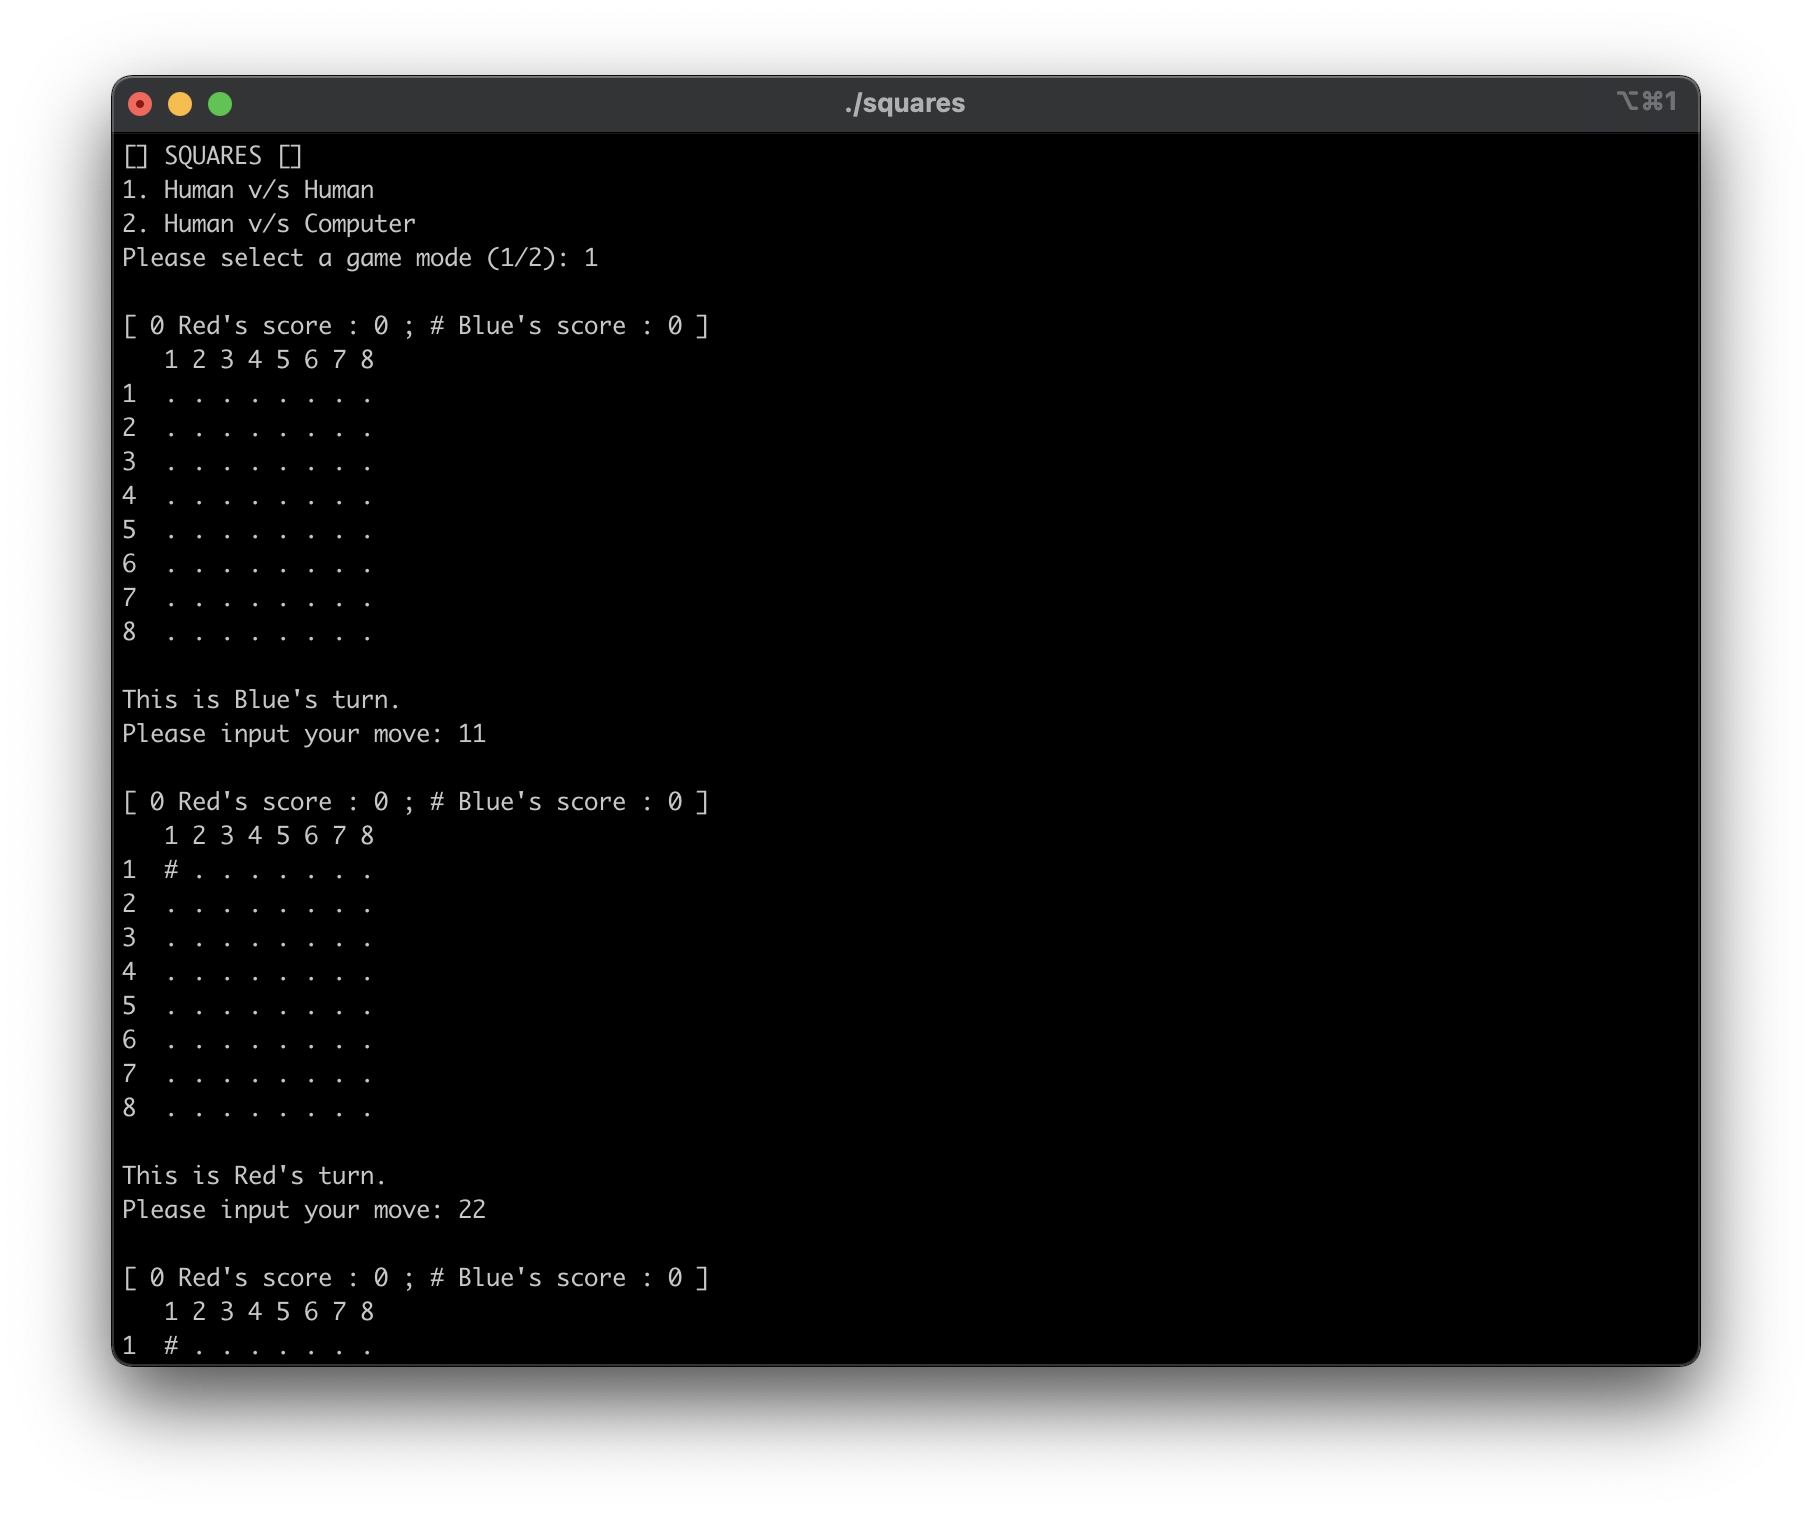 ./squares ⌥⌘1
[] SQUARES []
1. Human v/s Human
2. Human v/s Computer
Please select a game mode (1/2): 1

[ 0 Red's score : 0 ; # Blue's score : 0 ]
   1 2 3 4 5 6 7 8
1  . . . . . . . .
2  . . . . . . . .
3  . . . . . . . .
4  . . . . . . . .
5  . . . . . . . .
6  . . . . . . . .
7  . . . . . . . .
8  . . . . . . . .

This is Blue's turn.
Please input your move: 11

[ 0 Red's score : 0 ; # Blue's score : 0 ]
   1 2 3 4 5 6 7 8
1  # . . . . . . .
2  . . . . . . . .
3  . . . . . . . .
4  . . . . . . . .
5  . . . . . . . .
6  . . . . . . . .
7  . . . . . . . .
8  . . . . . . . .

This is Red's turn.
Please input your move: 22

[ 0 Red's score : 0 ; # Blue's score : 0 ]
   1 2 3 4 5 6 7 8
1  # . . . . . . .